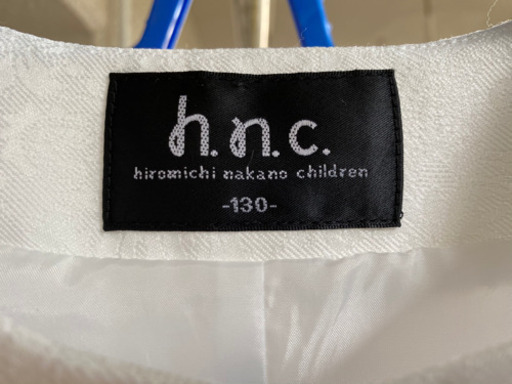 h.n.c.
hiromichi nakano children
-130-